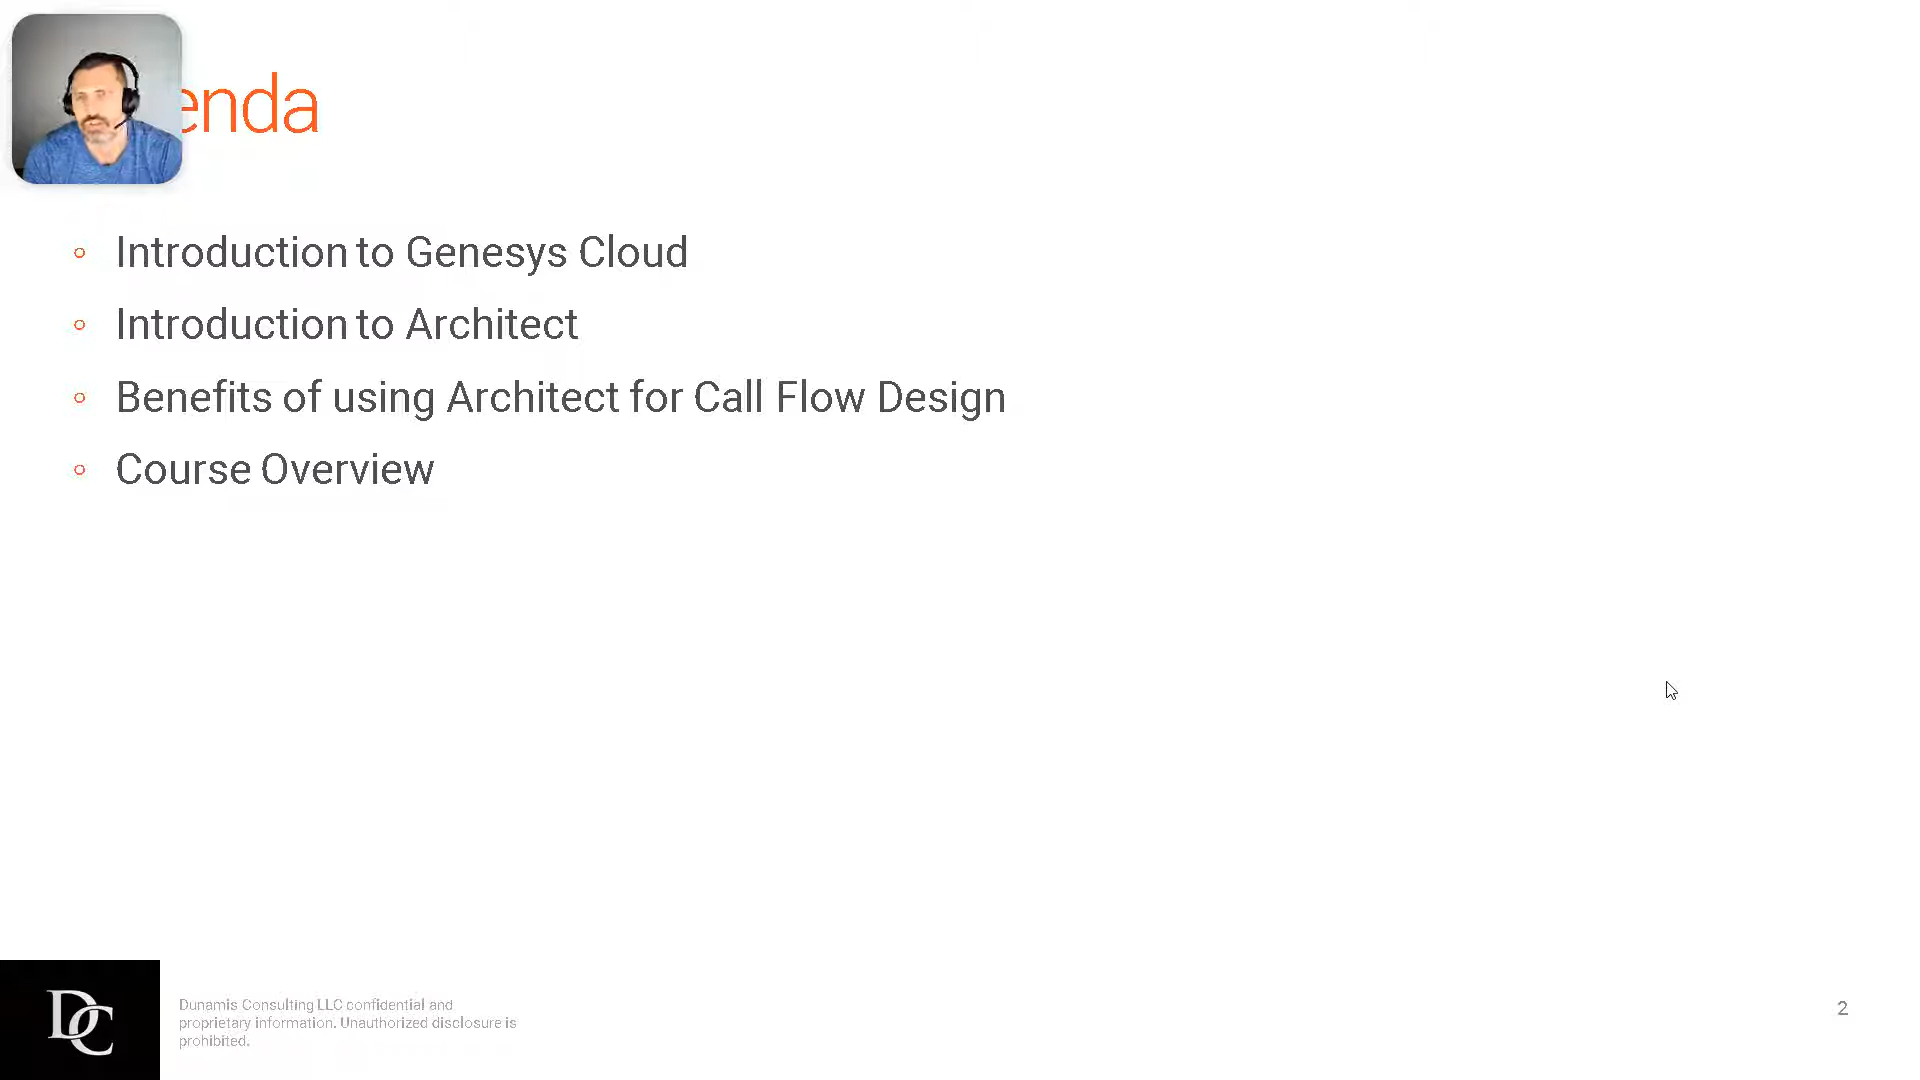 enda
Introduction to Genesys Cloud
Introduction to Architect
Benefits of using Architect for Call Flow Design
Course Overview
DC
Dunamis Consulting LLC confidential and
proprietary information. Unauthorized disclosure is
prohibited.
2